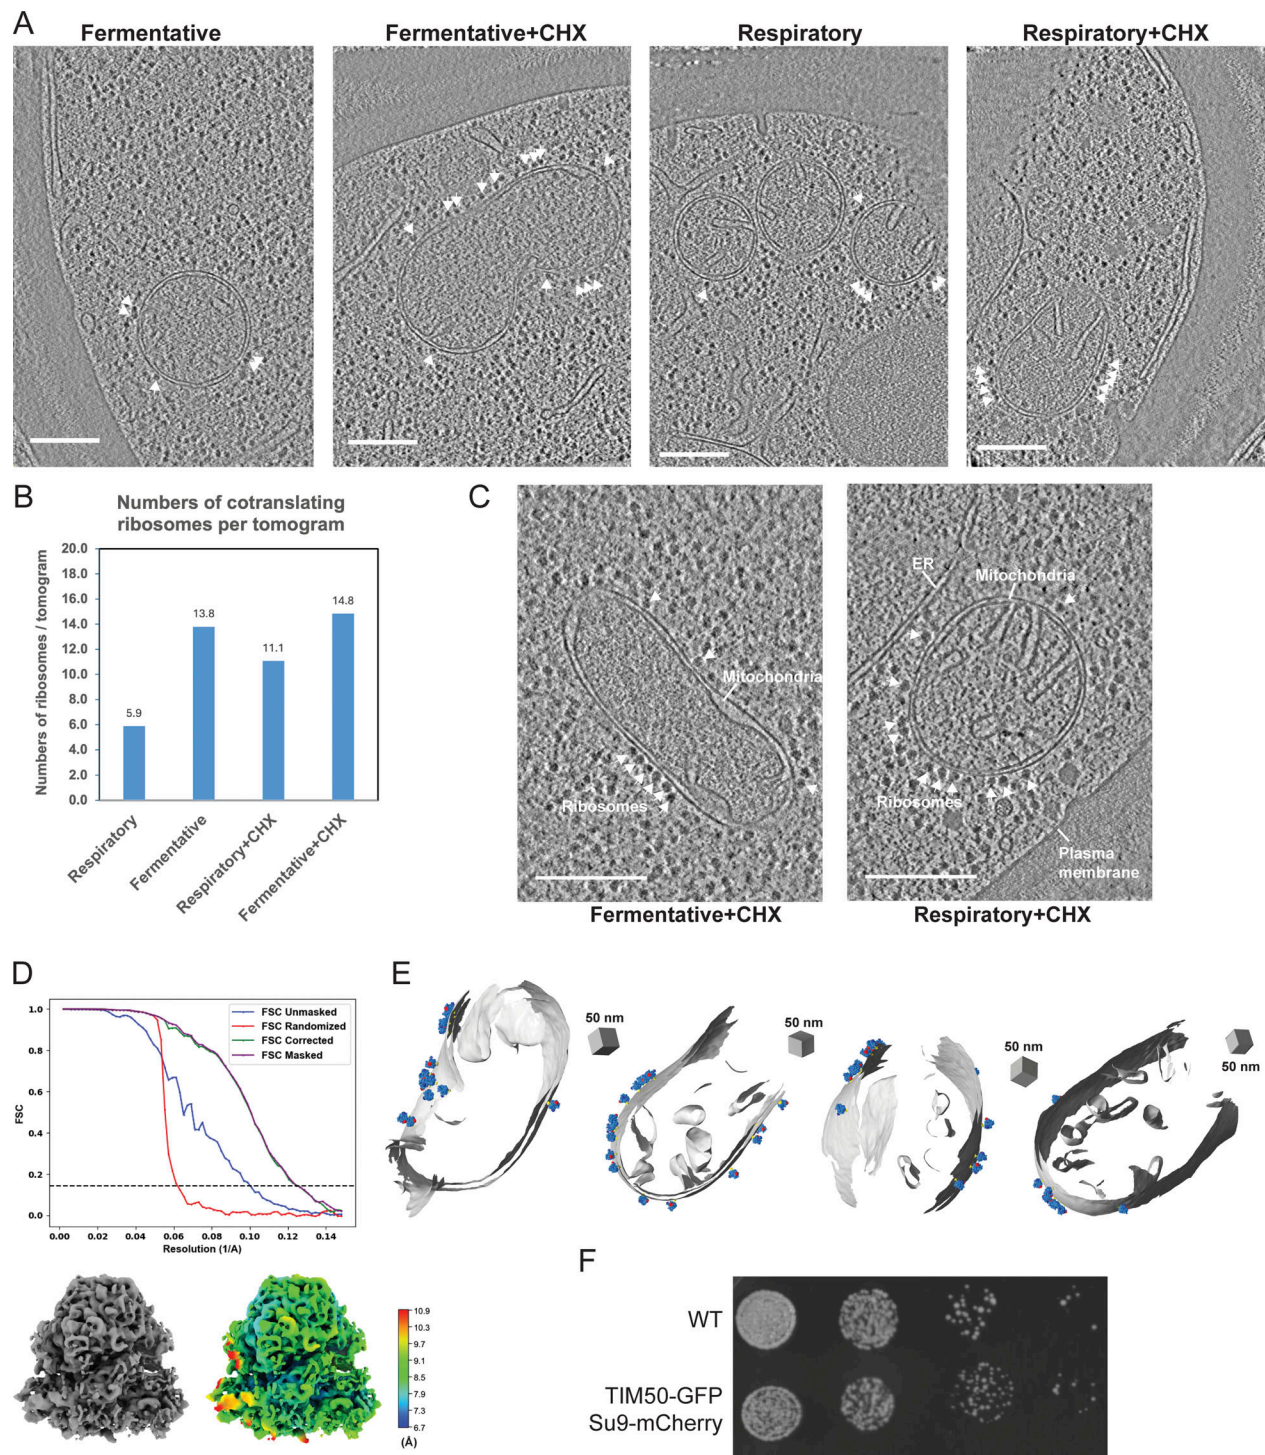 A
Fermentative
Fermentative+CHX
Respiratory
Respiratory+CHX
B
Numbers of cotranslating
ribosomes per tomogram
Numbers of ribosomes / tomogram
20.0
18.0
16.0
14.0
12.0
10.0
8.0
6.0
4.0
2.0
0.0
5.9
13.8
11.1
14.8
Respiratory
Fermentative
Respiratory+CHX
Fermentative+CHX
C
Mitochondria
Ribosomes
Fermentative+CHX
ER
Mitochondria
Ribosomes
Plasma
membrane
Respiratory+CHX
D
FSC
1.0
0.8
0.6
0.4
0.2
0.0
FSC Unmasked
FSC Randomized
FSC Corrected
FSC Masked
0.00 0.02 0.04 0.06 0.08 0.10 0.12 0.14
Resolution (1/A)
10.9
10.3
9.7
9.1
8.5
7.9
7.3
6.7
(Å)
E
50 nm
50 nm
50 nm
50 nm
F
WT
TIM50-GFP
Su9-mCherry